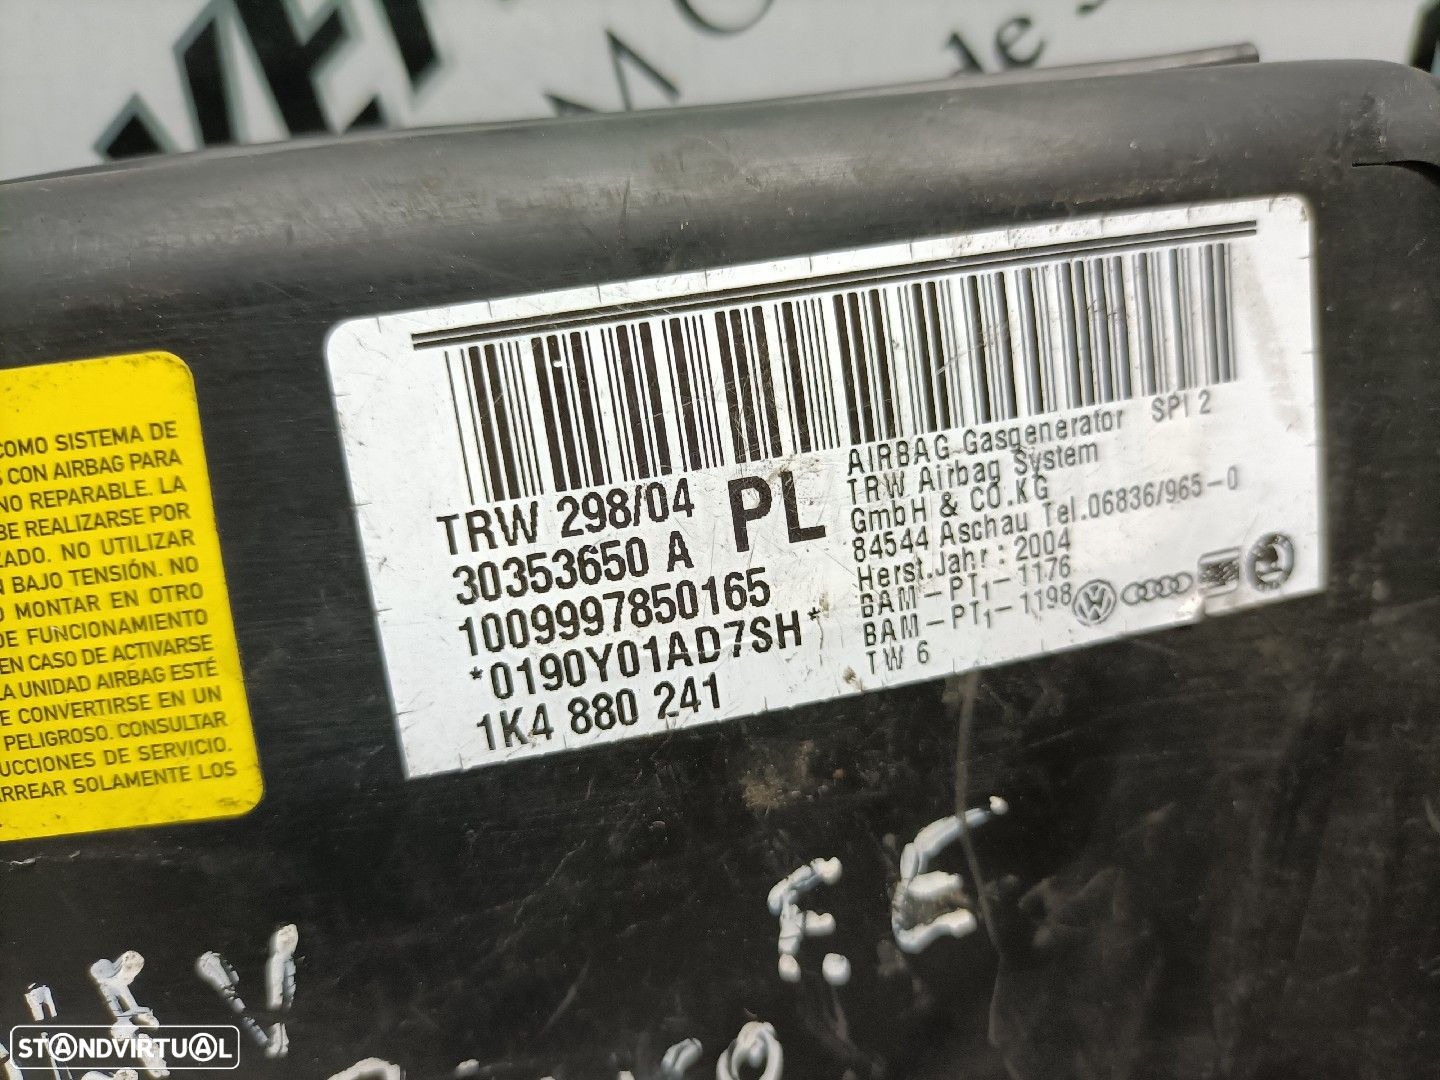 de
COMO SISTEMA DE
S CON AIRBAG PARA
NO REPARABLE. LA
BE REALIZARSE POR
ZADO. NO UTILIZAR
N BAJO TENSIÓN. NO
O MONTAR EN OTRO
DE FUNCIONAMIENTO
EN CASO DE ACTIVARSE
LA UNIDAD AIRBAG ESTÉ
E CONVERTIRSE EN UN
PELIGROSO. CONSULTAR
UCCIONES DE SERVICIO.
RREAR SOLAMENTE LOS
TRW 298/04 PL
30353650 A
1009997850165
*0190Y01AD7SH*
1K4 880 241
AIRBAG Gasgenerator SPI 2
TRW Airbag System
GmbH & CO.KG
84544 Aschau Tel.06836/965-0
Herst.Jahr: 2004
BAM-PT1-1176
BAM-PT1-1198
TW 6
STANDVIRTUAL